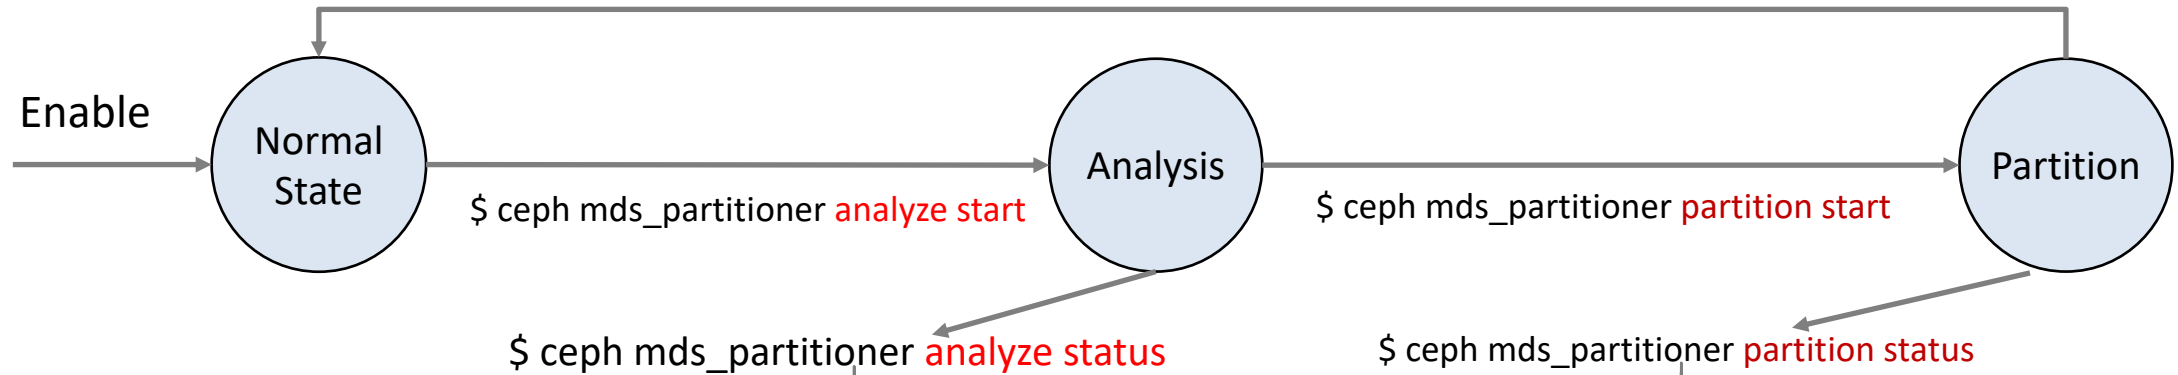 Enable
Normal
State
$ ceph mds_partitioner analyze start
Analysis
$ ceph mds_partitioner partition start
Partition
$ ceph mds_partitioner analyze status
$ ceph mds_partitioner partition status